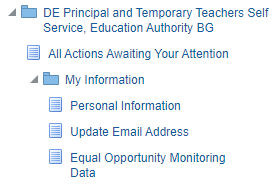 DE Principal and Temporary Teachers Self
Service, Education Authority BG
All Actions Awaiting Your Attention
My Information
Personal Information
Update Email Address
Equal Opportunity Monitoring
Data